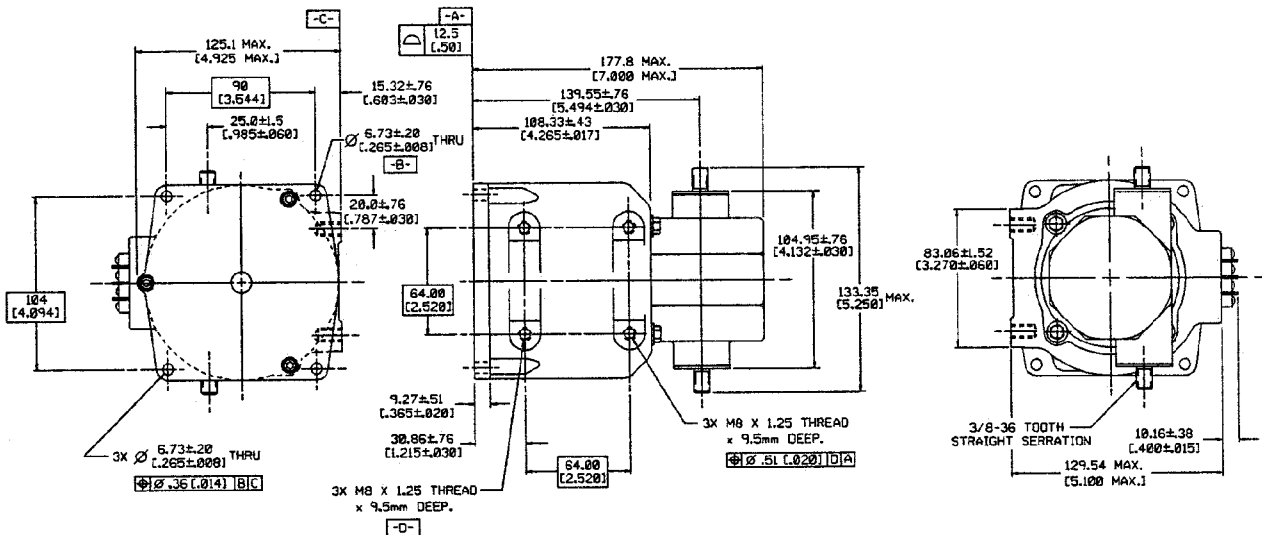 -C-
125.1 MAX.
[4.925 MAX.]
90
[3.544]
25.0±1.5
[.985±.060]
15.32±.76
[.603±.030]
Ø 6.73±.20 THRU
[.265±.008]
-B-
20.0±.76
[.787±.030]
104
[4.094]
3X Ø 6.73±.20 THRU
[.265±.008]
⌖ Ø .36 [.014] B C
-A-
⌓ 12.5
[.50]
177.8 MAX.
[7.000 MAX.]
139.55±.76
[5.494±.030]
108.33±.43
[4.265±.017]
64.00
[2.520]
104.95±.76
[4.132±.030]
133.35
[5.250] MAX.
9.27±.51
[.365±.020]
30.86±.76
[1.215±.030]
64.00
[2.520]
3X M8 X 1.25 THREAD
x 9.5mm DEEP.
-D-
3X M8 X 1.25 THREAD
x 9.5mm DEEP.
⌖ Ø .51 [.020] D A
83.06±1.52
[3.270±.060]
3/8-36 TOOTH
STRAIGHT SERRATION
10.16±.38
[.400±.015]
129.54 MAX.
[5.100 MAX.]